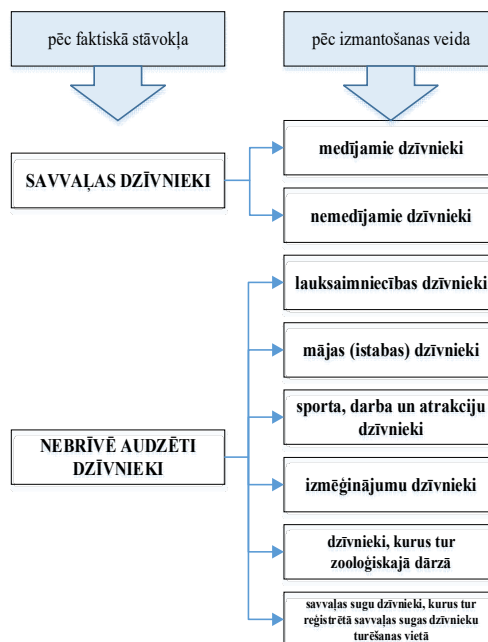 pēc faktiskā stāvokļa
pēc izmantošanas veida
SAVVAĻAS DZĪVNIEKI
medījamie dzīvnieki
nemedījamie dzīvnieki
NEBRĪVĒ AUDZĒTI
DZĪVNIEKI
lauksaimniecības dzīvnieki
mājas (istabas) dzīvnieki
sporta, darba un atrakciju
dzīvnieki
izmēģinājumu dzīvnieki
dzīvnieki, kurus tur
zooloģiskajā dārzā
savvaļas sugu dzīvnieki, kurus tur
reģistrētā savvaļas sugas dzīvnieku
turēšanas vietā